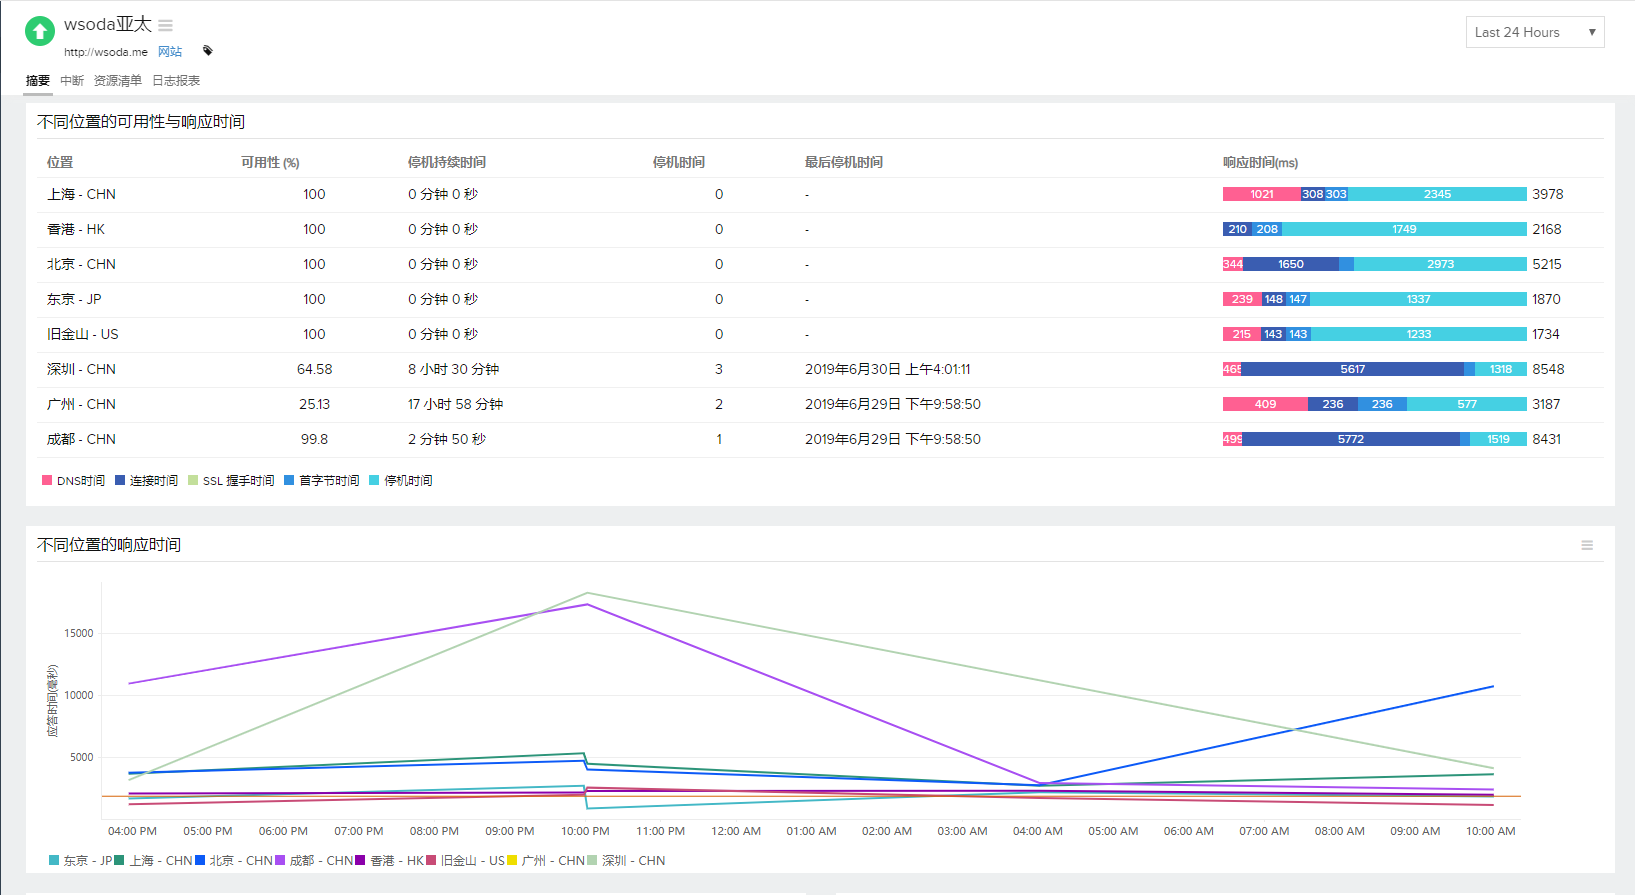 wsoda亚太
http://wsoda.me 网站
Last 24 Hours
摘要 中断 资源清单 日志报表
不同位置的可用性与响应时间
位置 可用性 (%) 停机持续时间 停机时间 最后停机时间 响应时间(ms)
上海 - CHN 100 0 分钟 0 秒 0 - 1021 308 303 2345 3978
香港 - HK 100 0 分钟 0 秒 0 - 210 208 1749 2168
北京 - CHN 100 0 分钟 0 秒 0 - 344 1650 2973 5215
东京 - JP 100 0 分钟 0 秒 0 - 239 148 147 1337 1870
旧金山 - US 100 0 分钟 0 秒 0 - 215 143 143 1233 1734
深圳 - CHN 64.58 8 小时 30 分钟 3 2019年6月30日 上午4:01:11 465 5617 1318 8548
广州 - CHN 25.13 17 小时 58 分钟 2 2019年6月29日 下午9:58:50 409 236 236 577 3187
成都 - CHN 99.8 2 分钟 50 秒 1 2019年6月29日 下午9:58:50 499 5772 1519 8431
DNS时间 连接时间 SSL 握手时间 首字节时间 停机时间
不同位置的响应时间
应答时间(毫秒)
15000
10000
5000
04:00 PM 05:00 PM 06:00 PM 07:00 PM 08:00 PM 09:00 PM 10:00 PM 11:00 PM 12:00 AM 01:00 AM 02:00 AM 03:00 AM 04:00 AM 05:00 AM 06:00 AM 07:00 AM 08:00 AM 09:00 AM 10:00 AM
东京 - JP 上海 - CHN 北京 - CHN 成都 - CHN 香港 - HK 旧金山 - US 广州 - CHN 深圳 - CHN